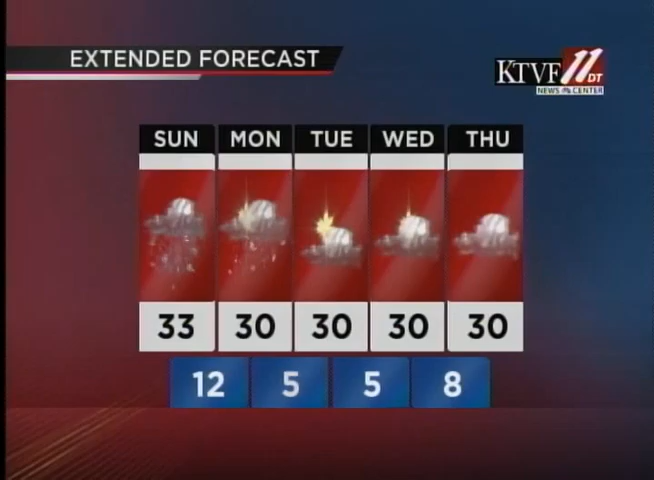 EXTENDED FORECAST
KTVF 11 DT
NEWS CENTER
SUN MON TUE WED THU
33 30 30 30 30
12 5 5 8